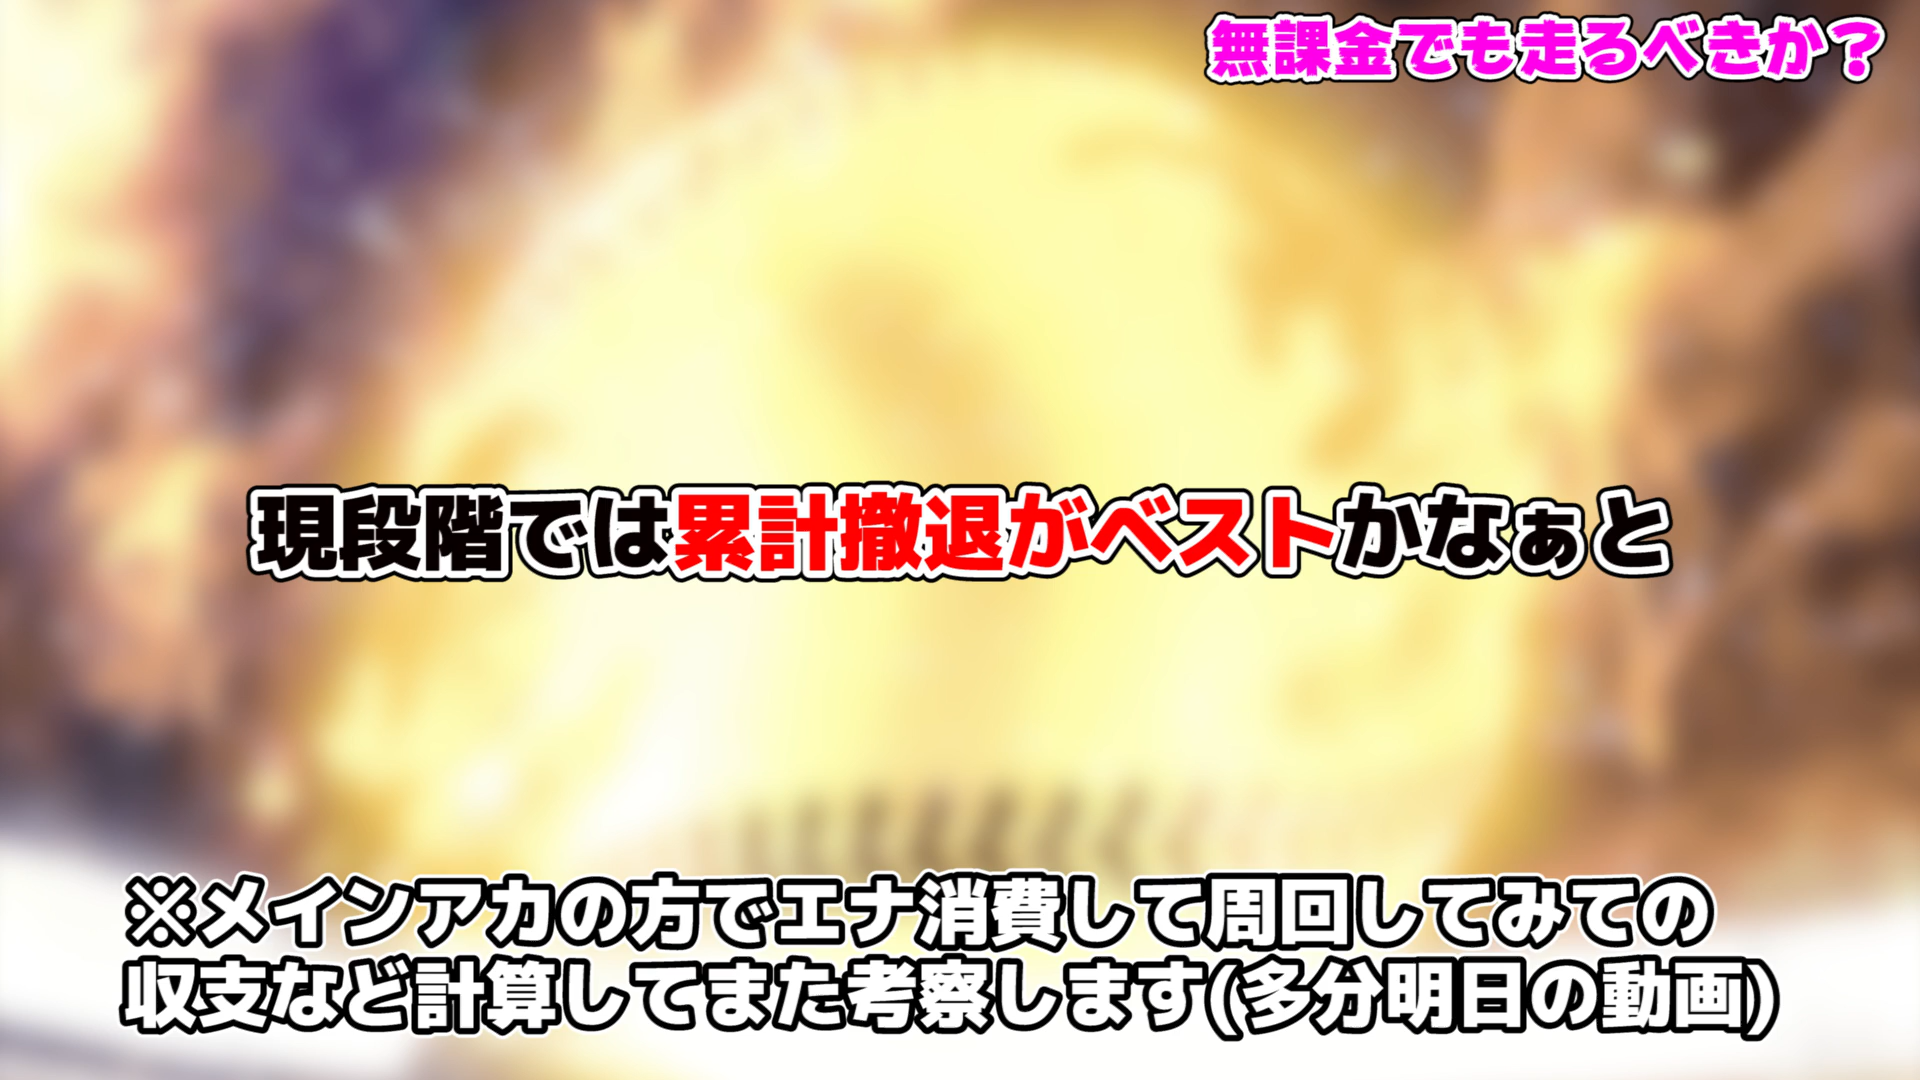 無課金でも走るべきか？
現段階では累計撤退がベストかなぁと
※メインアカの方でエナ消費して周回してみての
収支など計算してまた考察します(多分明日の動画)